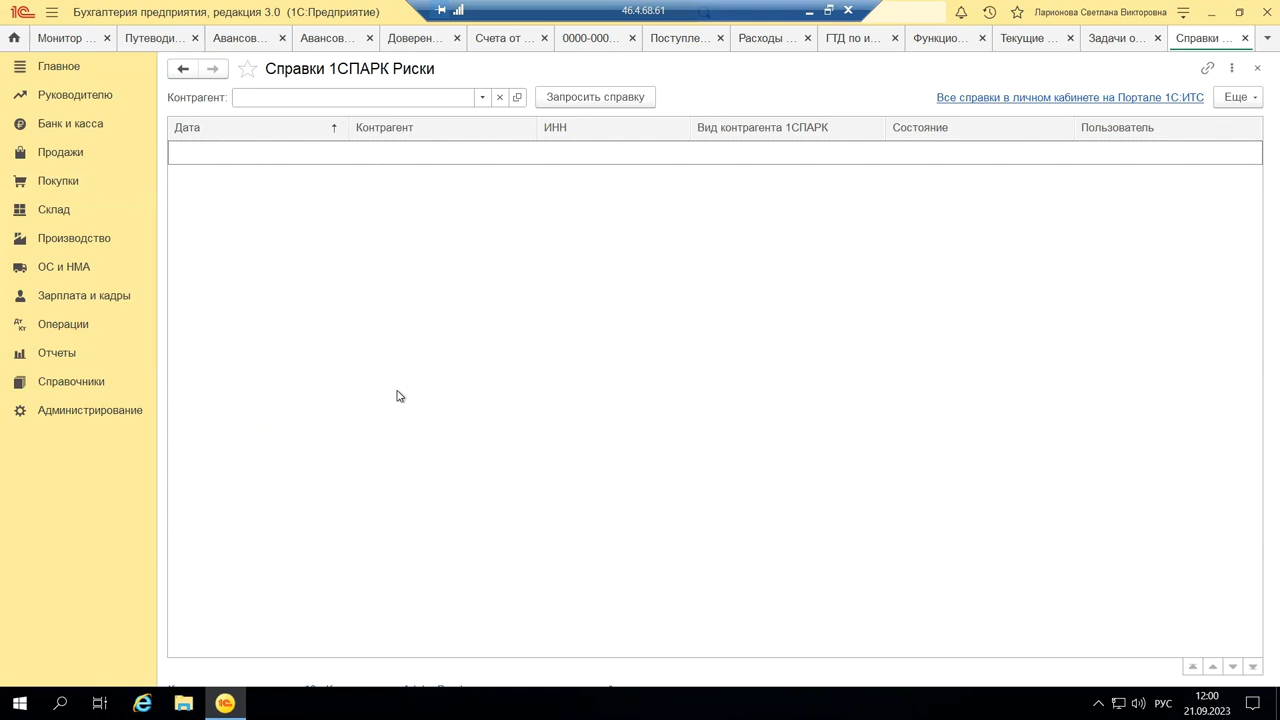 Бухгалтерия предприятия, редакция 3.0 (1С:Предприятие)
46.4.68.61
Ларионова Светлана Викторовна
Монитор ...
Путеводи...
Авансов...
Авансов...
Доверен...
Счета от ...
0000-000...
Поступле...
Расходы ...
ГТД по и...
Функцио...
Текущие ...
Задачи о...
Справки ...
Главное
Руководителю
Банк и касса
Продажи
Покупки
Склад
Производство
ОС и НМА
Зарплата и кадры
Операции
Отчеты
Справочники
Администрирование
Справки 1СПАРК Риски
Контрагент:
Запросить справку
Все справки в личном кабинете на Портале 1С:ИТС
Еще
Дата
Контрагент
ИНН
Вид контрагента 1СПАРК
Состояние
Пользователь
РУС
12:00
21.09.2023